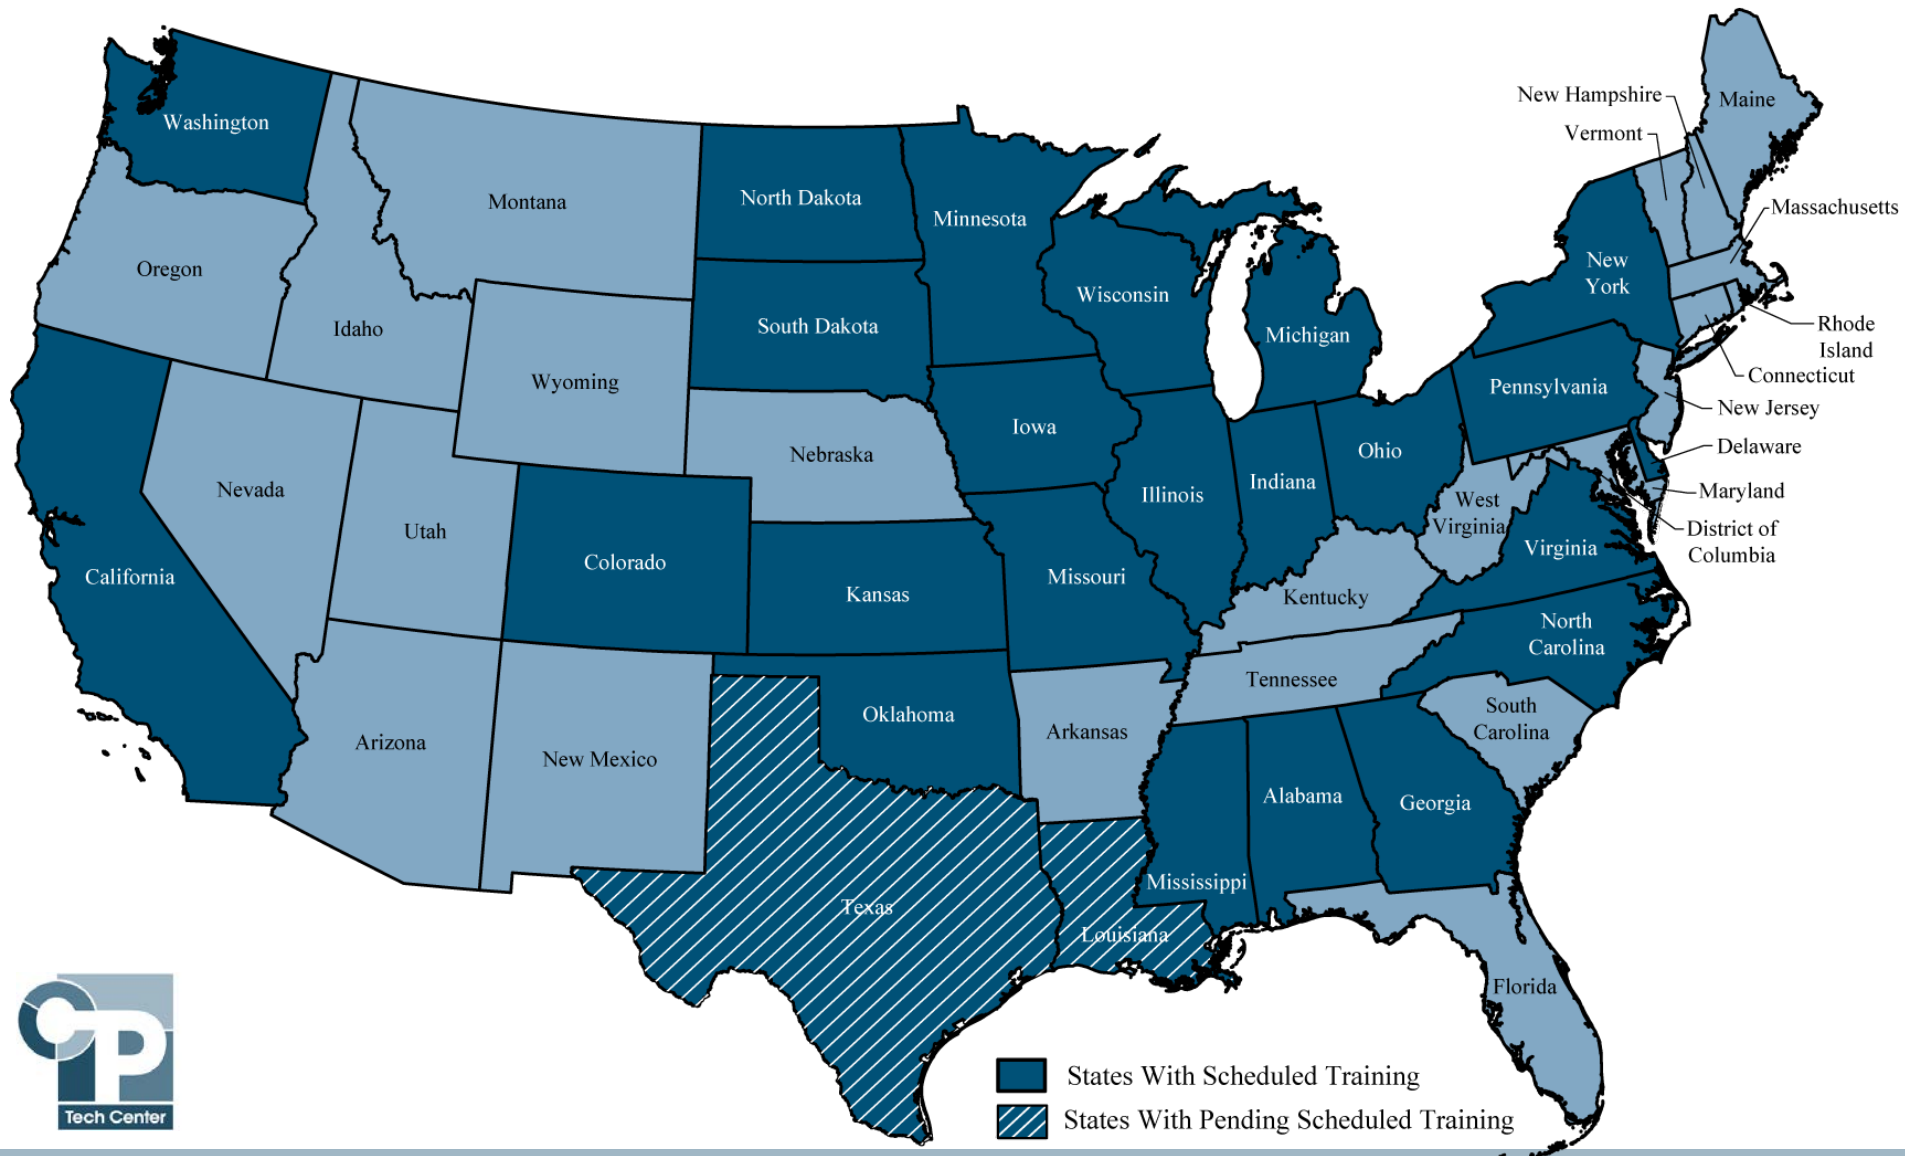 Washington
Oregon
California
Nevada
Idaho
Montana
Wyoming
Utah
Arizona
Colorado
New Mexico
North Dakota
South Dakota
Nebraska
Kansas
Oklahoma
Texas
Minnesota
Iowa
Missouri
Arkansas
Louisiana
Wisconsin
Illinois
Michigan
Indiana
Ohio
Kentucky
Tennessee
Mississippi
Alabama
Georgia
Florida
South
Carolina
North
Carolina
Virginia
West
Virginia
Pennsylvania
New
York
New Hampshire
Vermont
Maine
Massachusetts
Rhode
Island
Connecticut
New Jersey
Delaware
Maryland
District of
Columbia
CP
Tech Center
States With Scheduled Training
States With Pending Scheduled Training